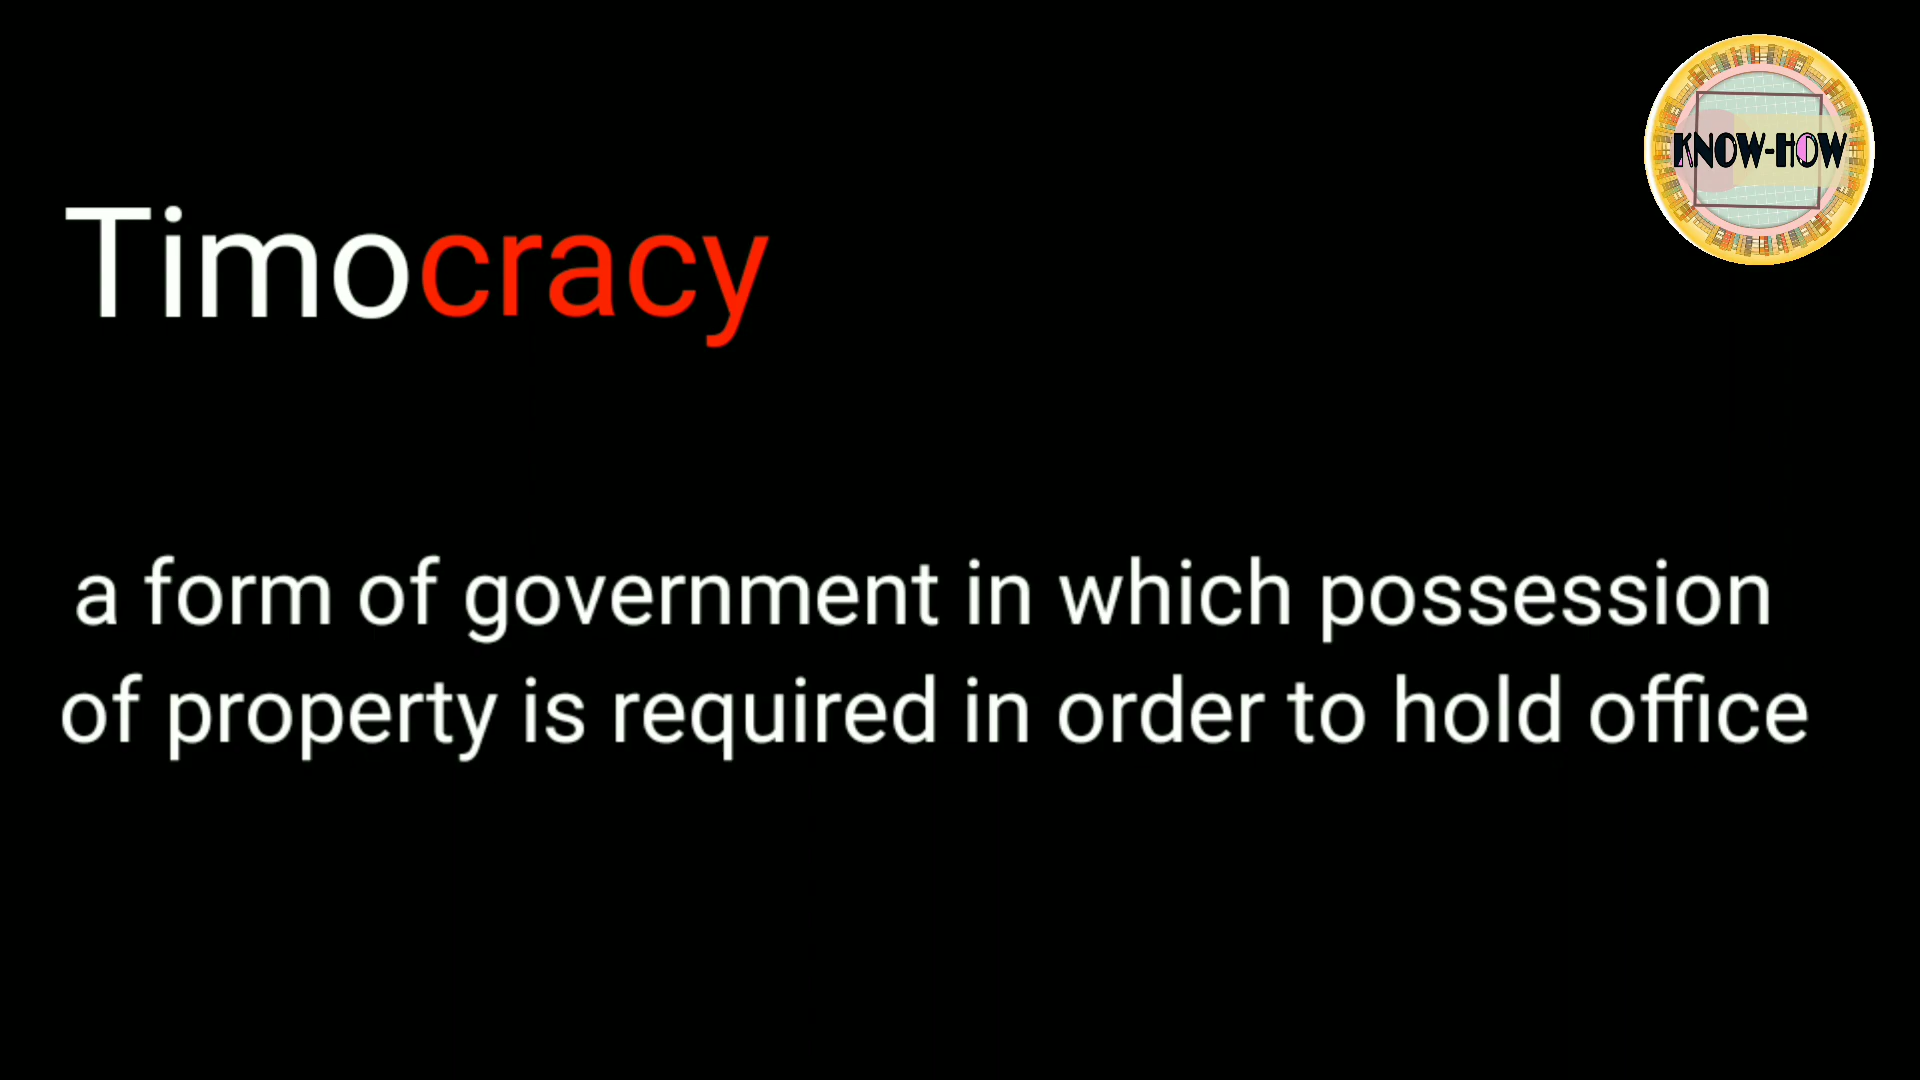 KNOW-HOW
Timocracy
a form of government in which possession
of property is required in order to hold office